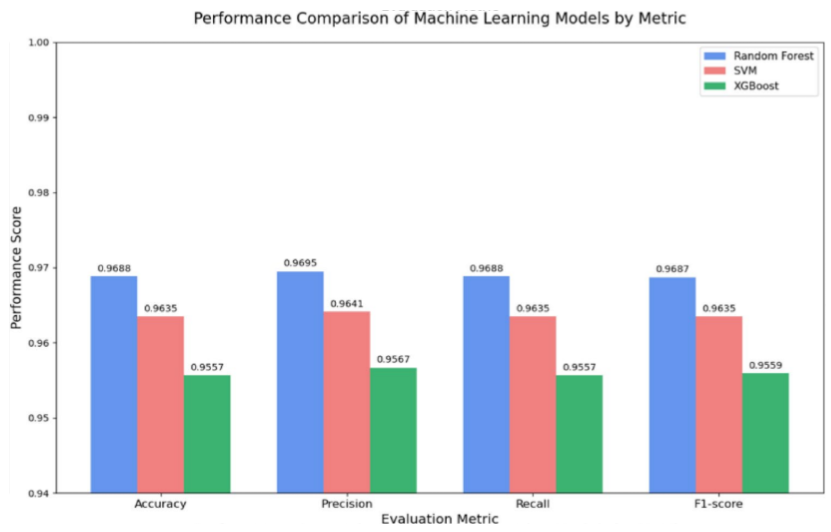 Performance Comparison of Machine Learning Models by Metric
1.00
0.99
0.98
0.97
0.96
0.95
0.94
Performance Score
Random Forest
SVM
XGBoost
0.9688
0.9635
0.9557
0.9695
0.9641
0.9567
0.9688
0.9635
0.9557
0.9687
0.9635
0.9559
Accuracy
Precision
Recall
F1-score
Evaluation Metric